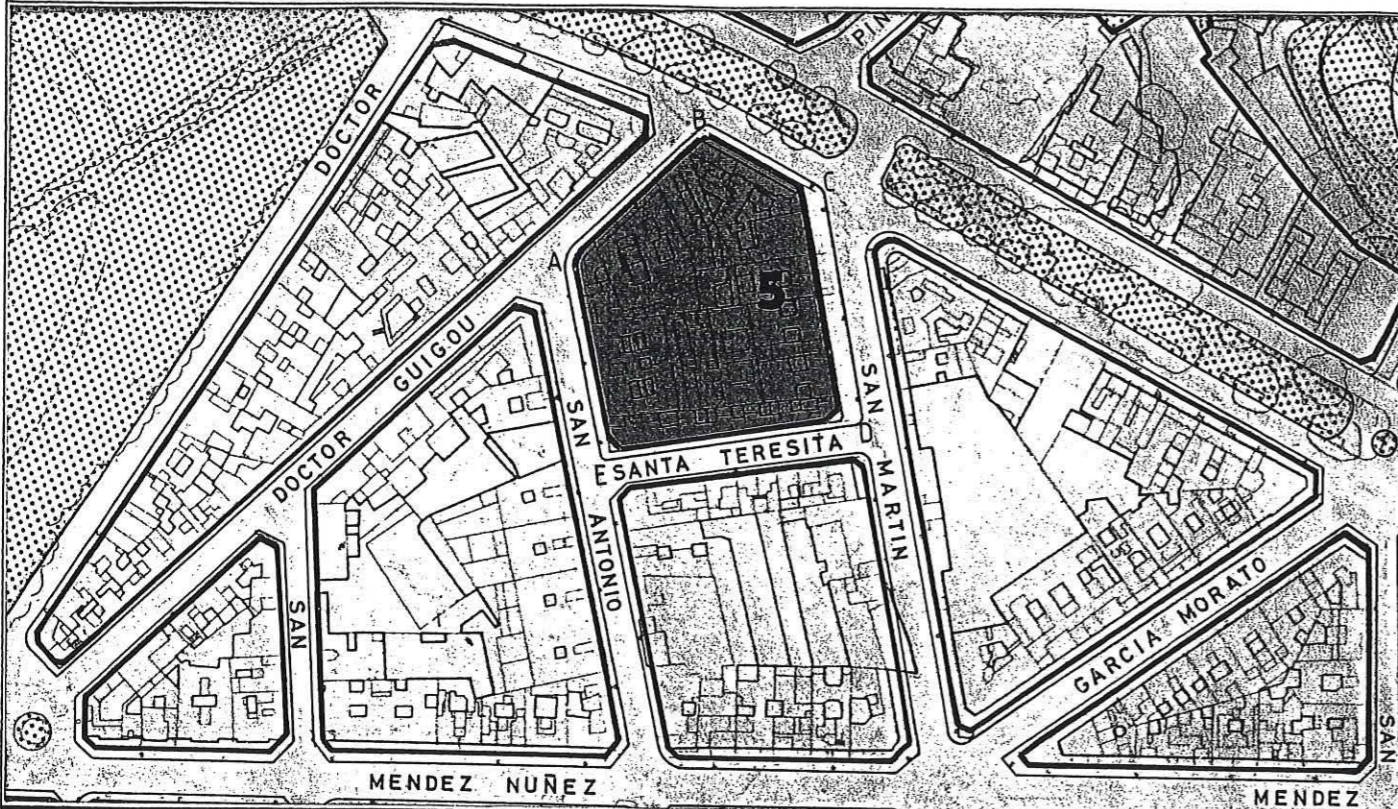 PIN
DOCTOR
B
C
A
5
DOCTOR GUIGOU
SAN ANTONIO
E
SANTA TERESITA
D
SAN MARTIN
SAN
GARCIA MORATO
SAN
MENDEZ NUÑEZ
MENDEZ